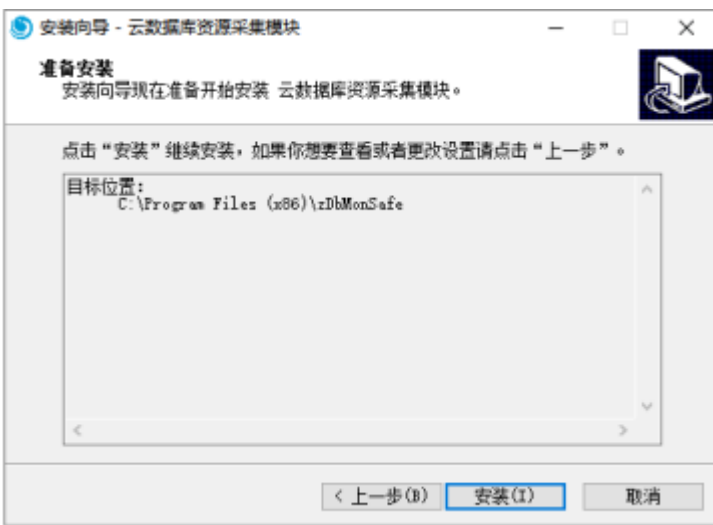 安装向导 - 云数据库资源采集模块
准备安装
安装向导现在准备开始安装 云数据库资源采集模块。
点击“安装”继续安装，如果你想要查看或者更改设置请点击“上一步”。
目标位置：
C:\Program Files (x86)\zDbMonSafe
< 上一步(B)
安装(I)
取消